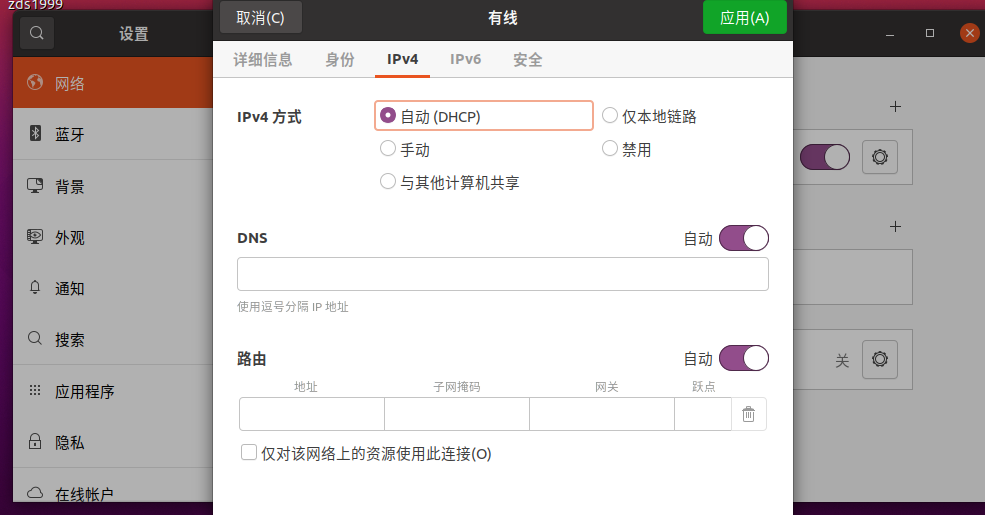 zds1999
设置
取消(C)
有线
应用(A)
网络
蓝牙
背景
外观
通知
搜索
应用程序
隐私
在线帐户
详细信息 身份 IPv4 IPv6 安全
IPv4 方式
自动 (DHCP)
仅本地链路
手动
禁用
与其他计算机共享
DNS
自动
使用逗号分隔 IP 地址
路由
自动
地址 子网掩码 网关 跃点
仅对该网络上的资源使用此连接(O)
关